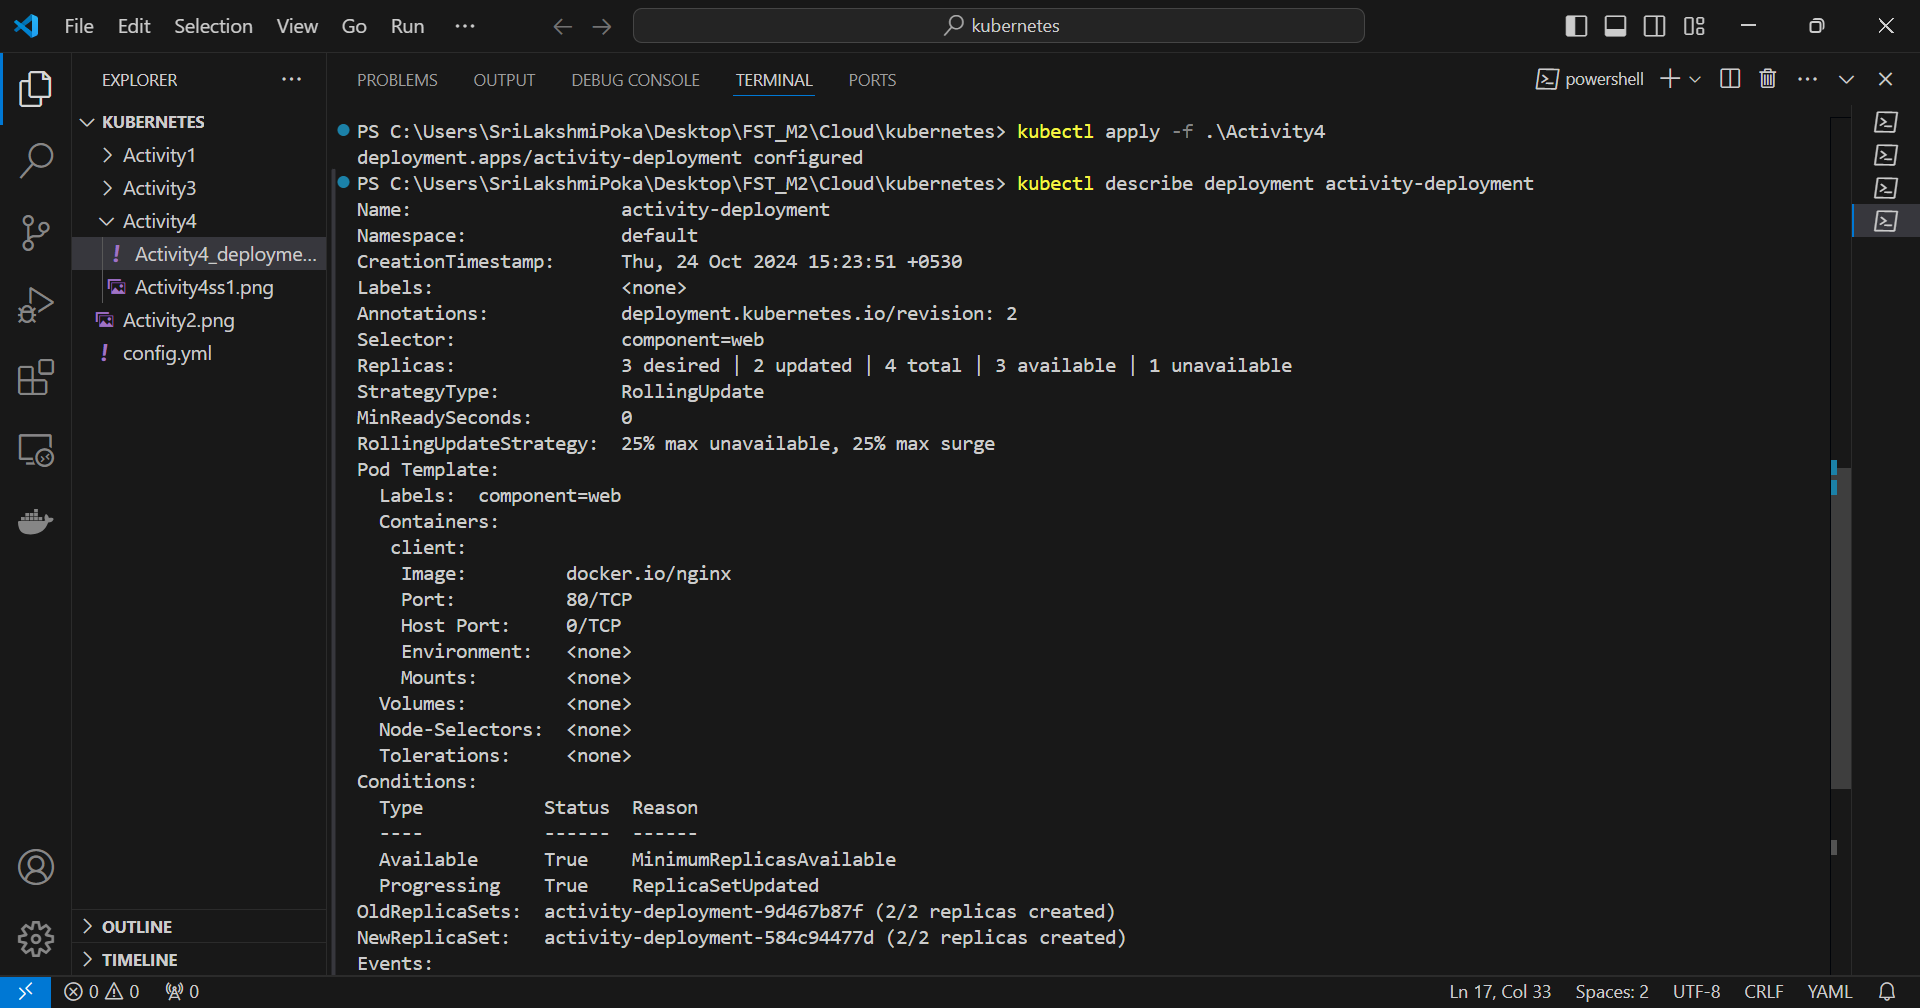 File Edit Selection View Go Run ··· kubernetes
EXPLORER ···
KUBERNETES
Activity1
Activity3
Activity4
! Activity4_deployme...
Activity4ss1.png
Activity2.png
! config.yml
OUTLINE
TIMELINE
PROBLEMS OUTPUT DEBUG CONSOLE TERMINAL PORTS powershell ···
PS C:\Users\SriLakshmiPoka\Desktop\FST_M2\Cloud\kubernetes> kubectl apply -f .\Activity4
deployment.apps/activity-deployment configured
PS C:\Users\SriLakshmiPoka\Desktop\FST_M2\Cloud\kubernetes> kubectl describe deployment activity-deployment
Name: activity-deployment
Namespace: default
CreationTimestamp: Thu, 24 Oct 2024 15:23:51 +0530
Labels: <none>
Annotations: deployment.kubernetes.io/revision: 2
Selector: component=web
Replicas: 3 desired | 2 updated | 4 total | 3 available | 1 unavailable
StrategyType: RollingUpdate
MinReadySeconds: 0
RollingUpdateStrategy: 25% max unavailable, 25% max surge
Pod Template:
Labels: component=web
Containers:
client:
Image: docker.io/nginx
Port: 80/TCP
Host Port: 0/TCP
Environment: <none>
Mounts: <none>
Volumes: <none>
Node-Selectors: <none>
Tolerations: <none>
Conditions:
Type Status Reason
---- ------ ------
Available True MinimumReplicasAvailable
Progressing True ReplicaSetUpdated
OldReplicaSets: activity-deployment-9d467b87f (2/2 replicas created)
NewReplicaSet: activity-deployment-584c94477d (2/2 replicas created)
Events:
0 0 0 Ln 17, Col 33 Spaces: 2 UTF-8 CRLF YAML